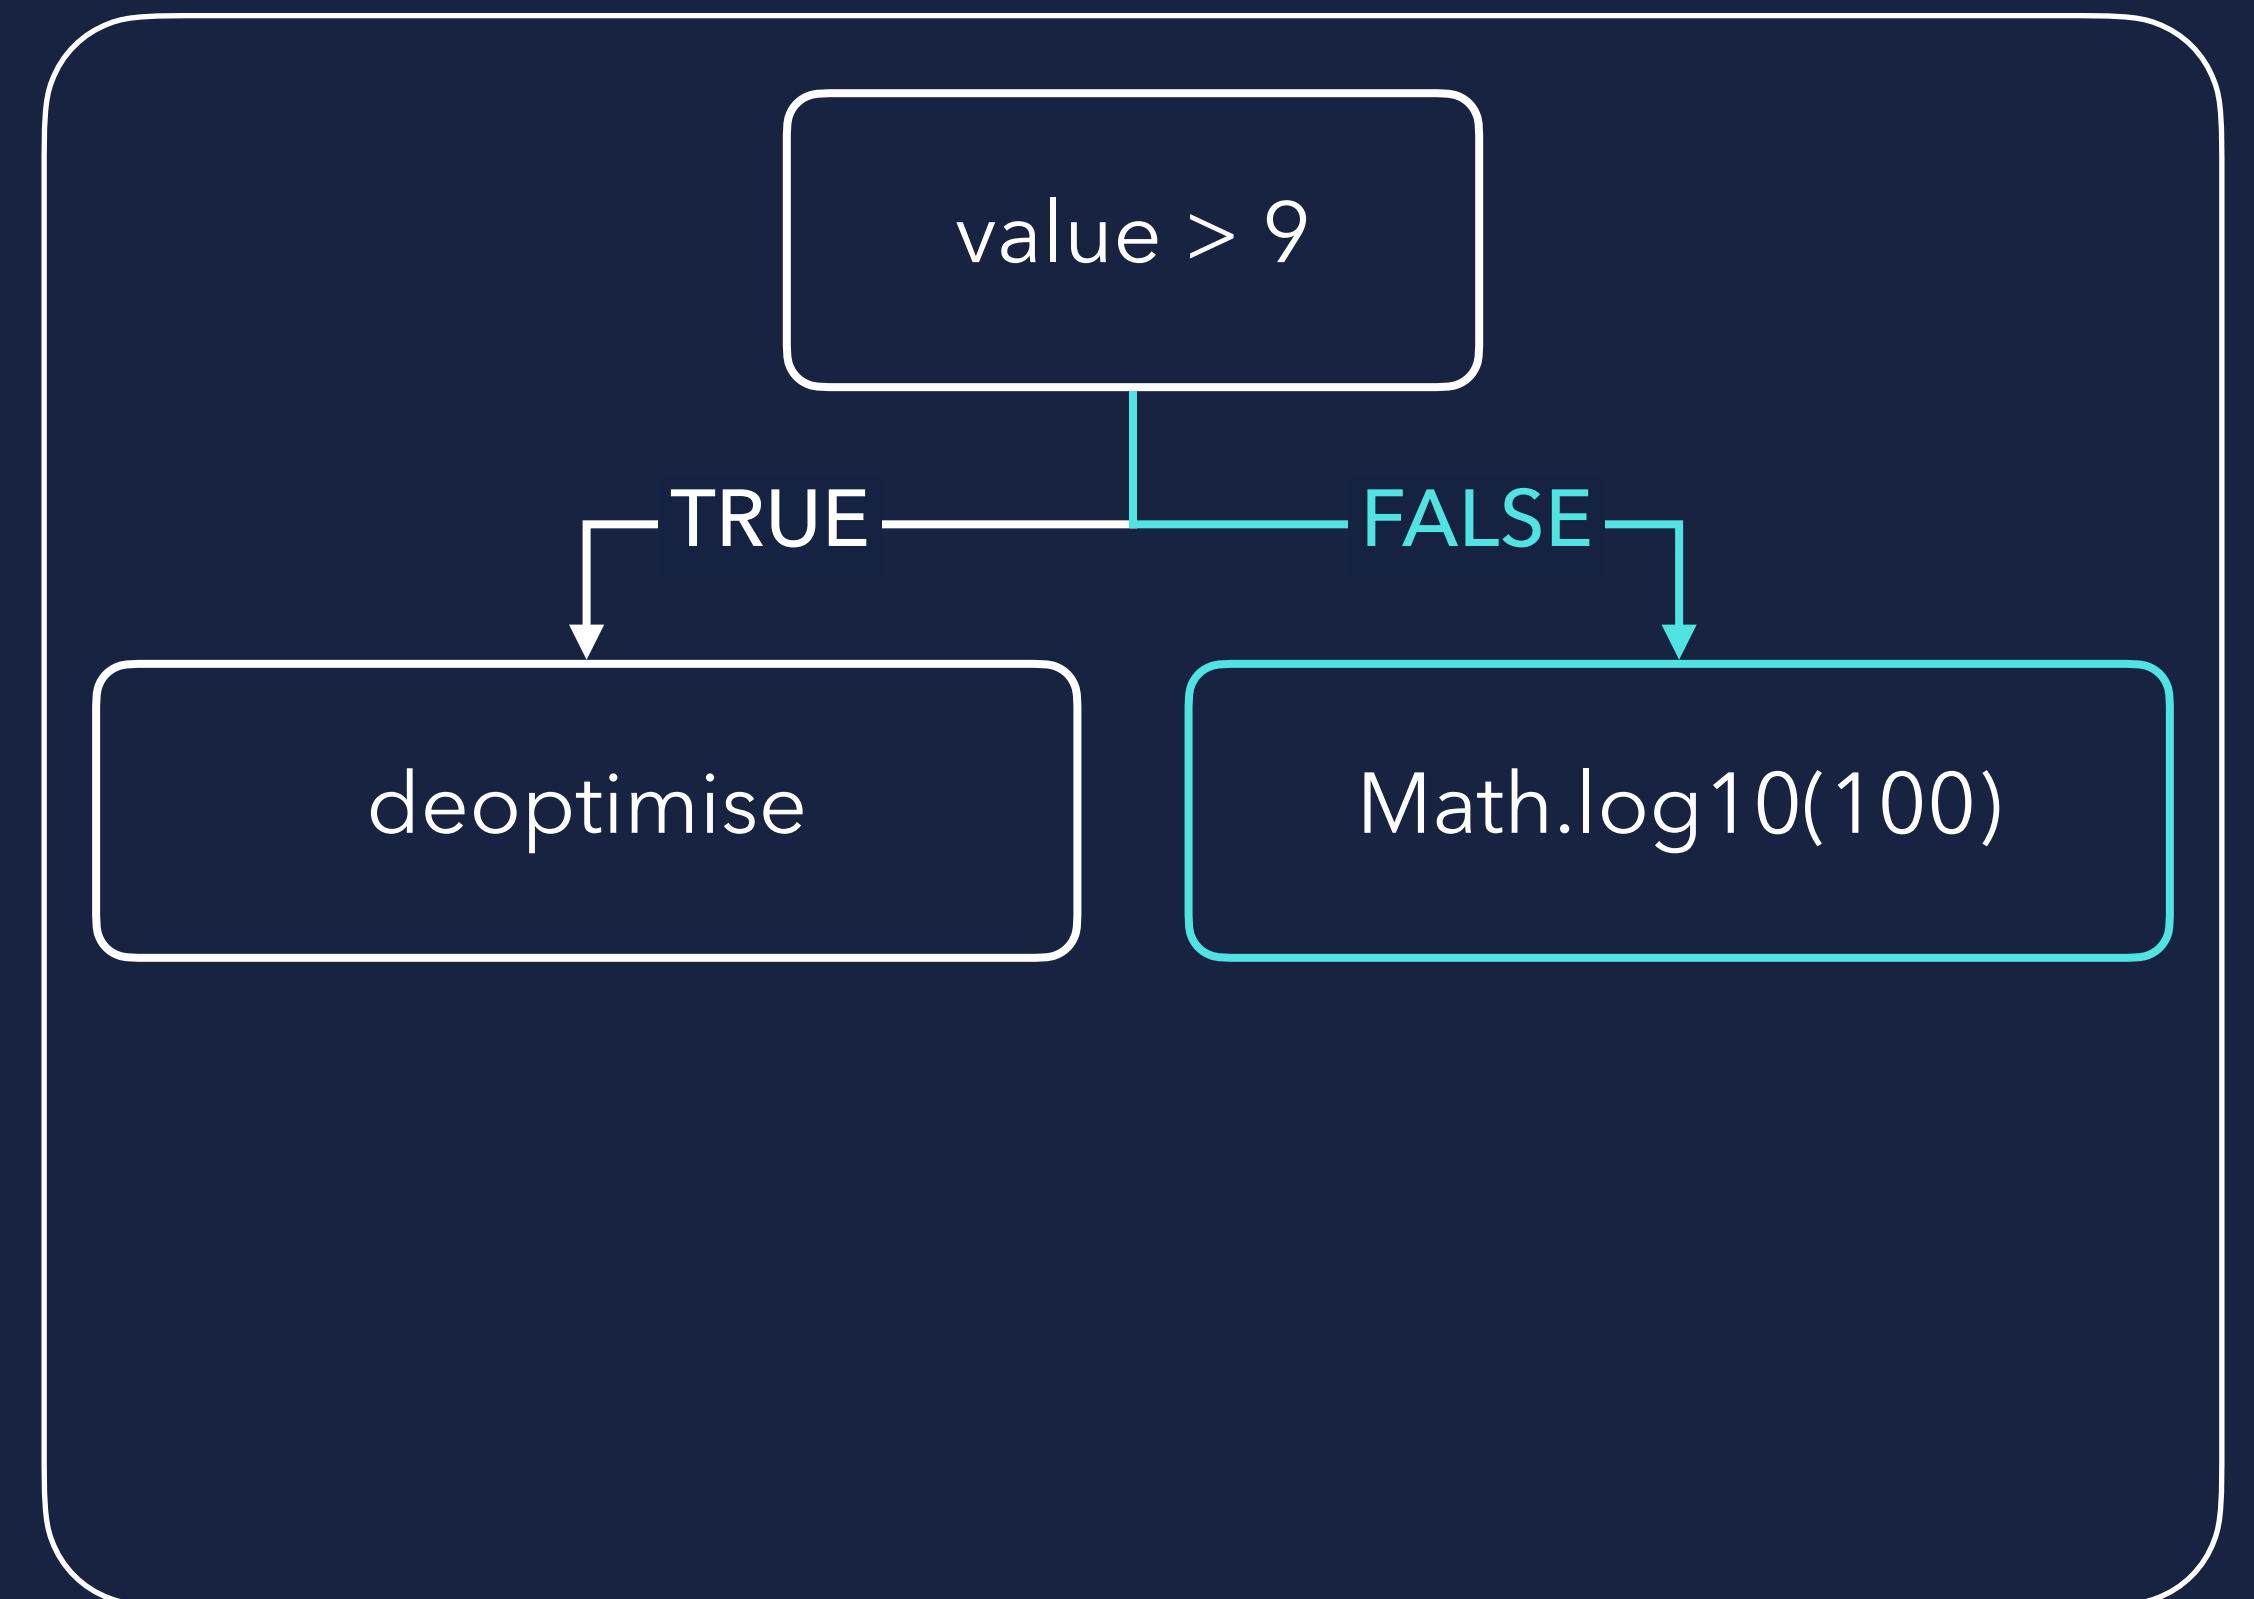 value > 9
TRUE
FALSE
deoptimise
Math.log10(100)